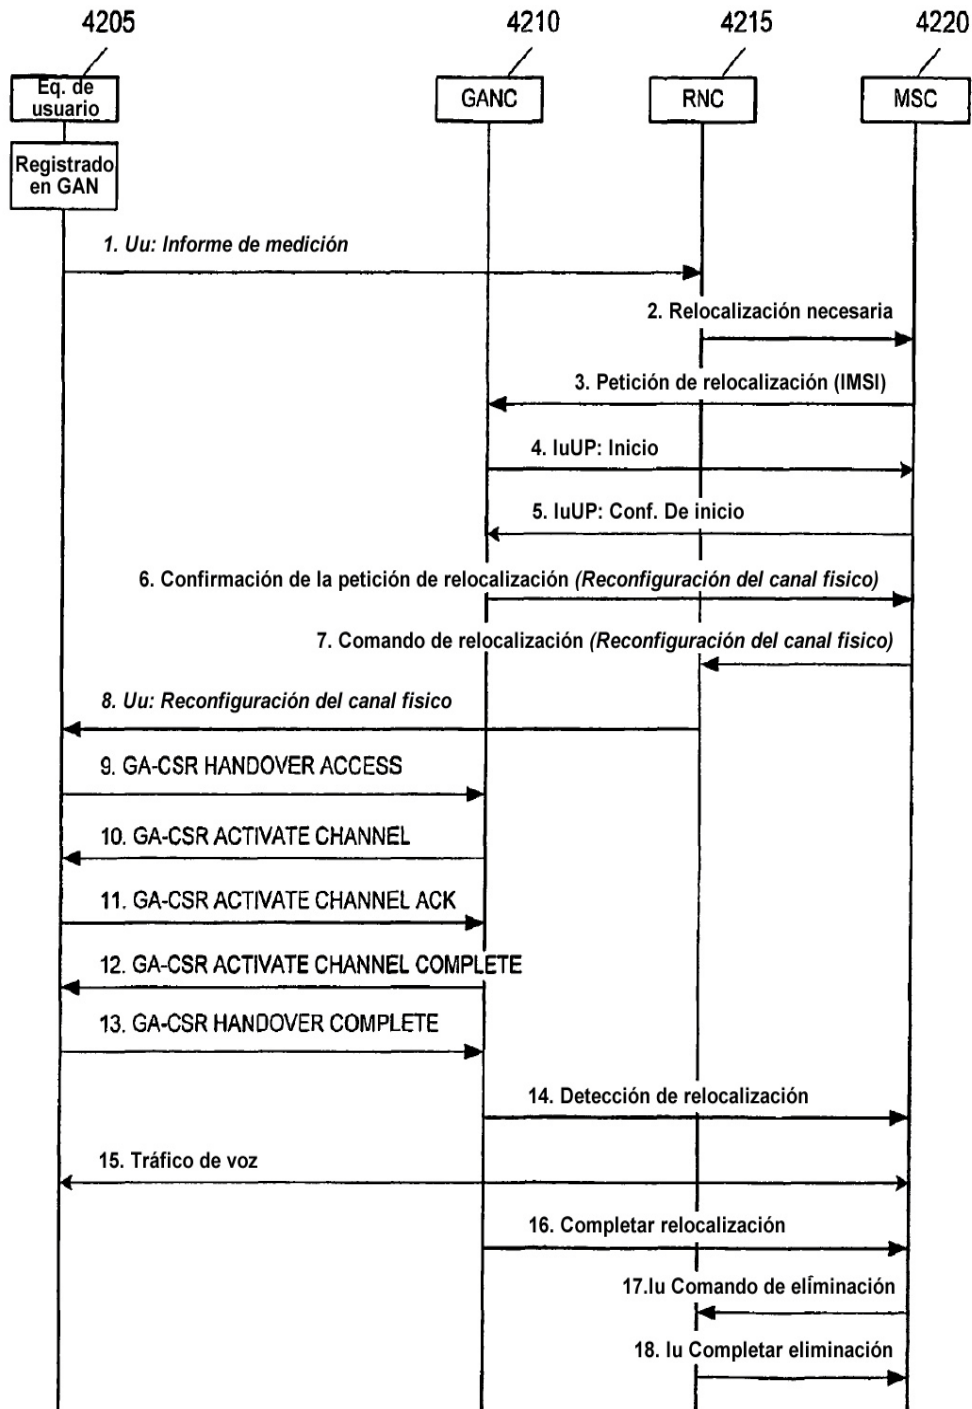 4205 4210 4215 4220
Eq. de
usuario
GANC RNC MSC
Registrado
en GAN
1. Uu: Informe de medición
2. Relocalización necesaria
3. Petición de relocalización (IMSI)
4. IuUP: Inicio
5. IuUP: Conf. De inicio
6. Confirmación de la petición de relocalización (Reconfiguración del canal fisico)
7. Comando de relocalización (Reconfiguración del canal fisico)
8. Uu: Reconfiguración del canal fisico
9. GA-CSR HANDOVER ACCESS
10. GA-CSR ACTIVATE CHANNEL
11. GA-CSR ACTIVATE CHANNEL ACK
12. GA-CSR ACTIVATE CHANNEL COMPLETE
13. GA-CSR HANDOVER COMPLETE
14. Detección de relocalización
15. Tráfico de voz
16. Completar relocalización
17.Iu Comando de eliminación
18. Iu Completar eliminación